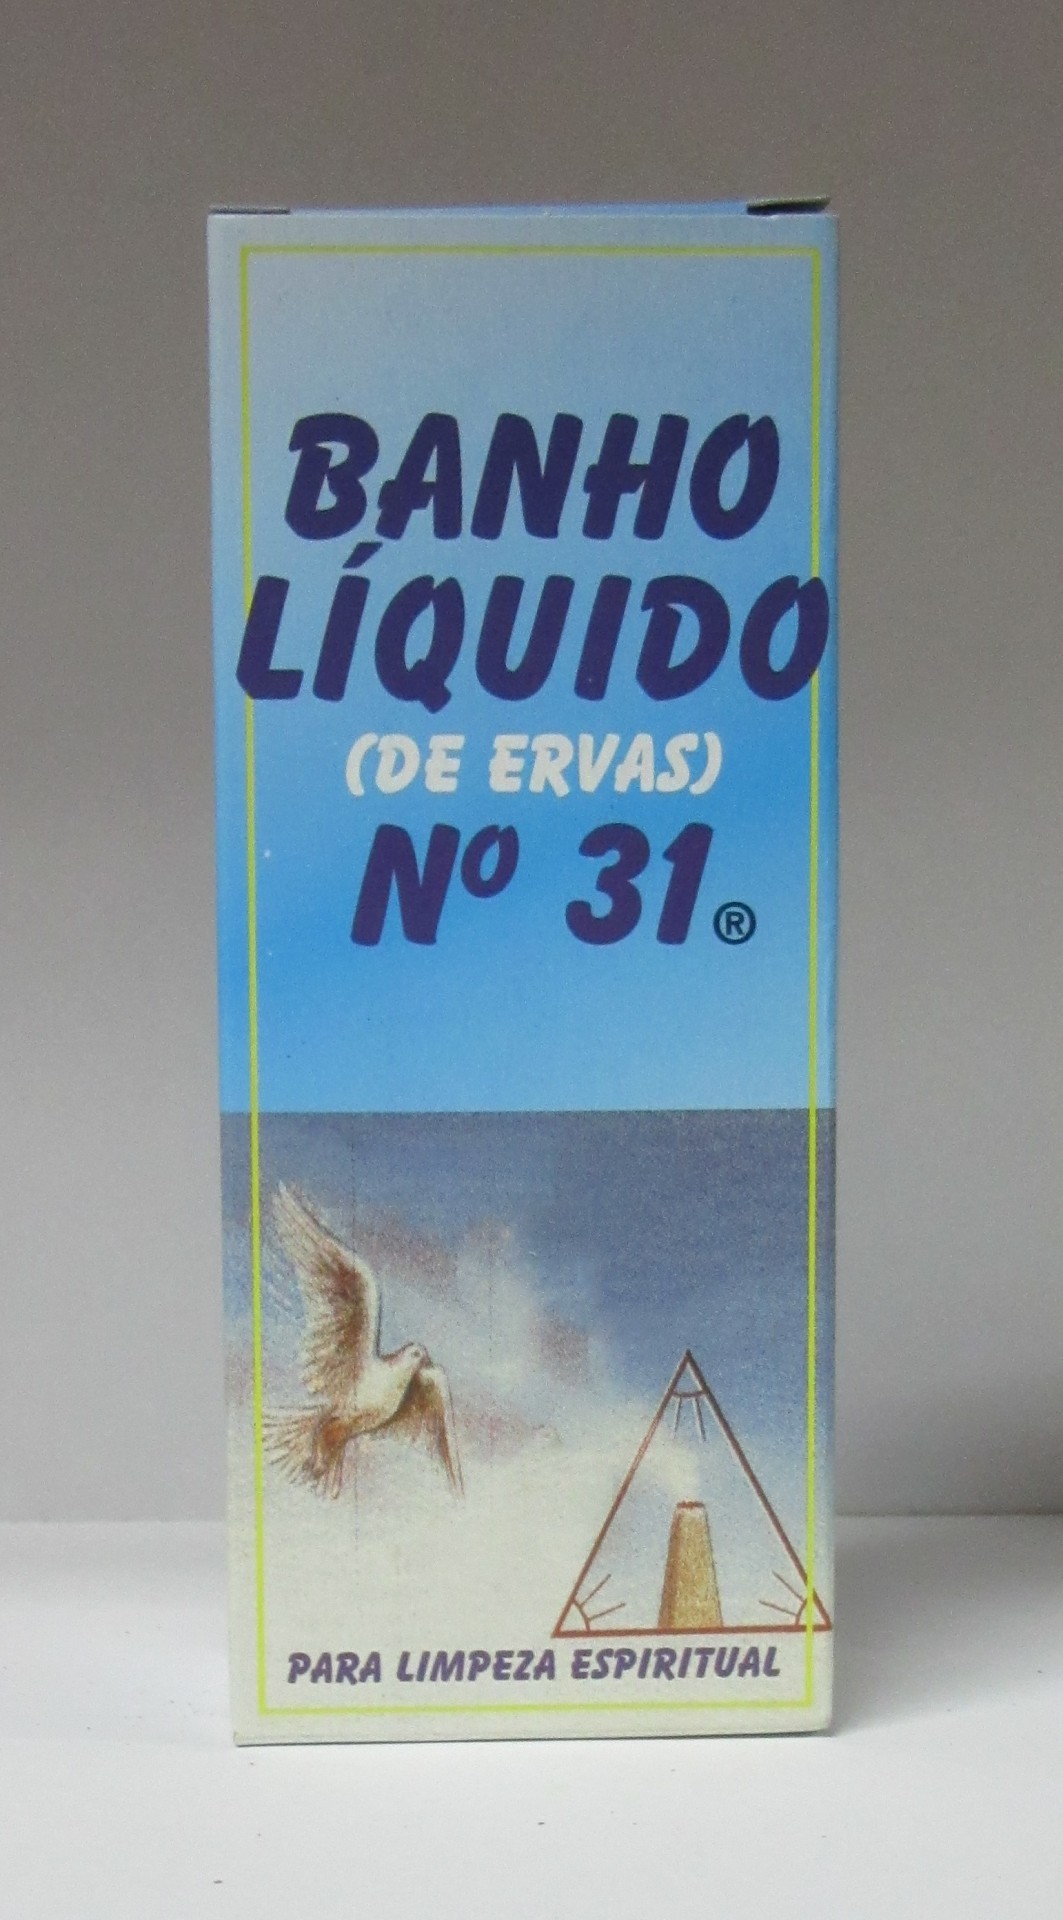 BANHO
LÍQUIDO
(DE ERVAS)
Nº 31®
PARA LIMPEZA ESPIRITUAL